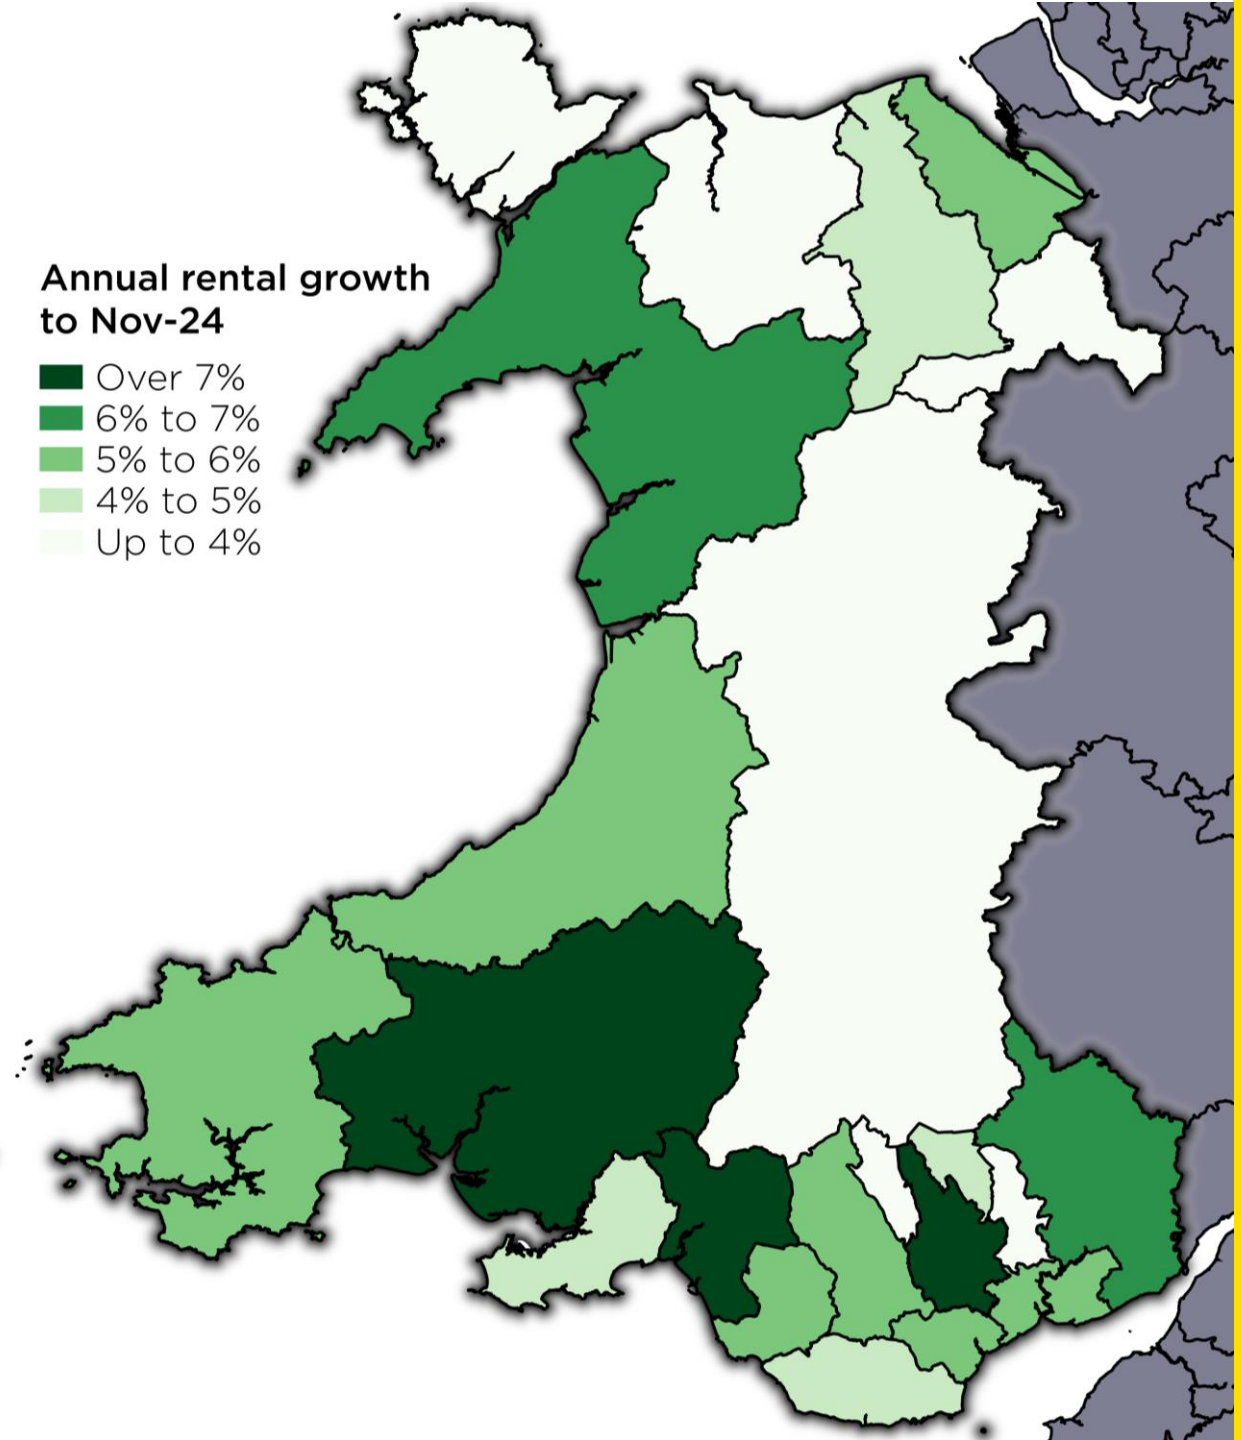 Annual rental growth
to Nov-24
Over 7%
6% to 7%
5% to 6%
4% to 5%
Up to 4%